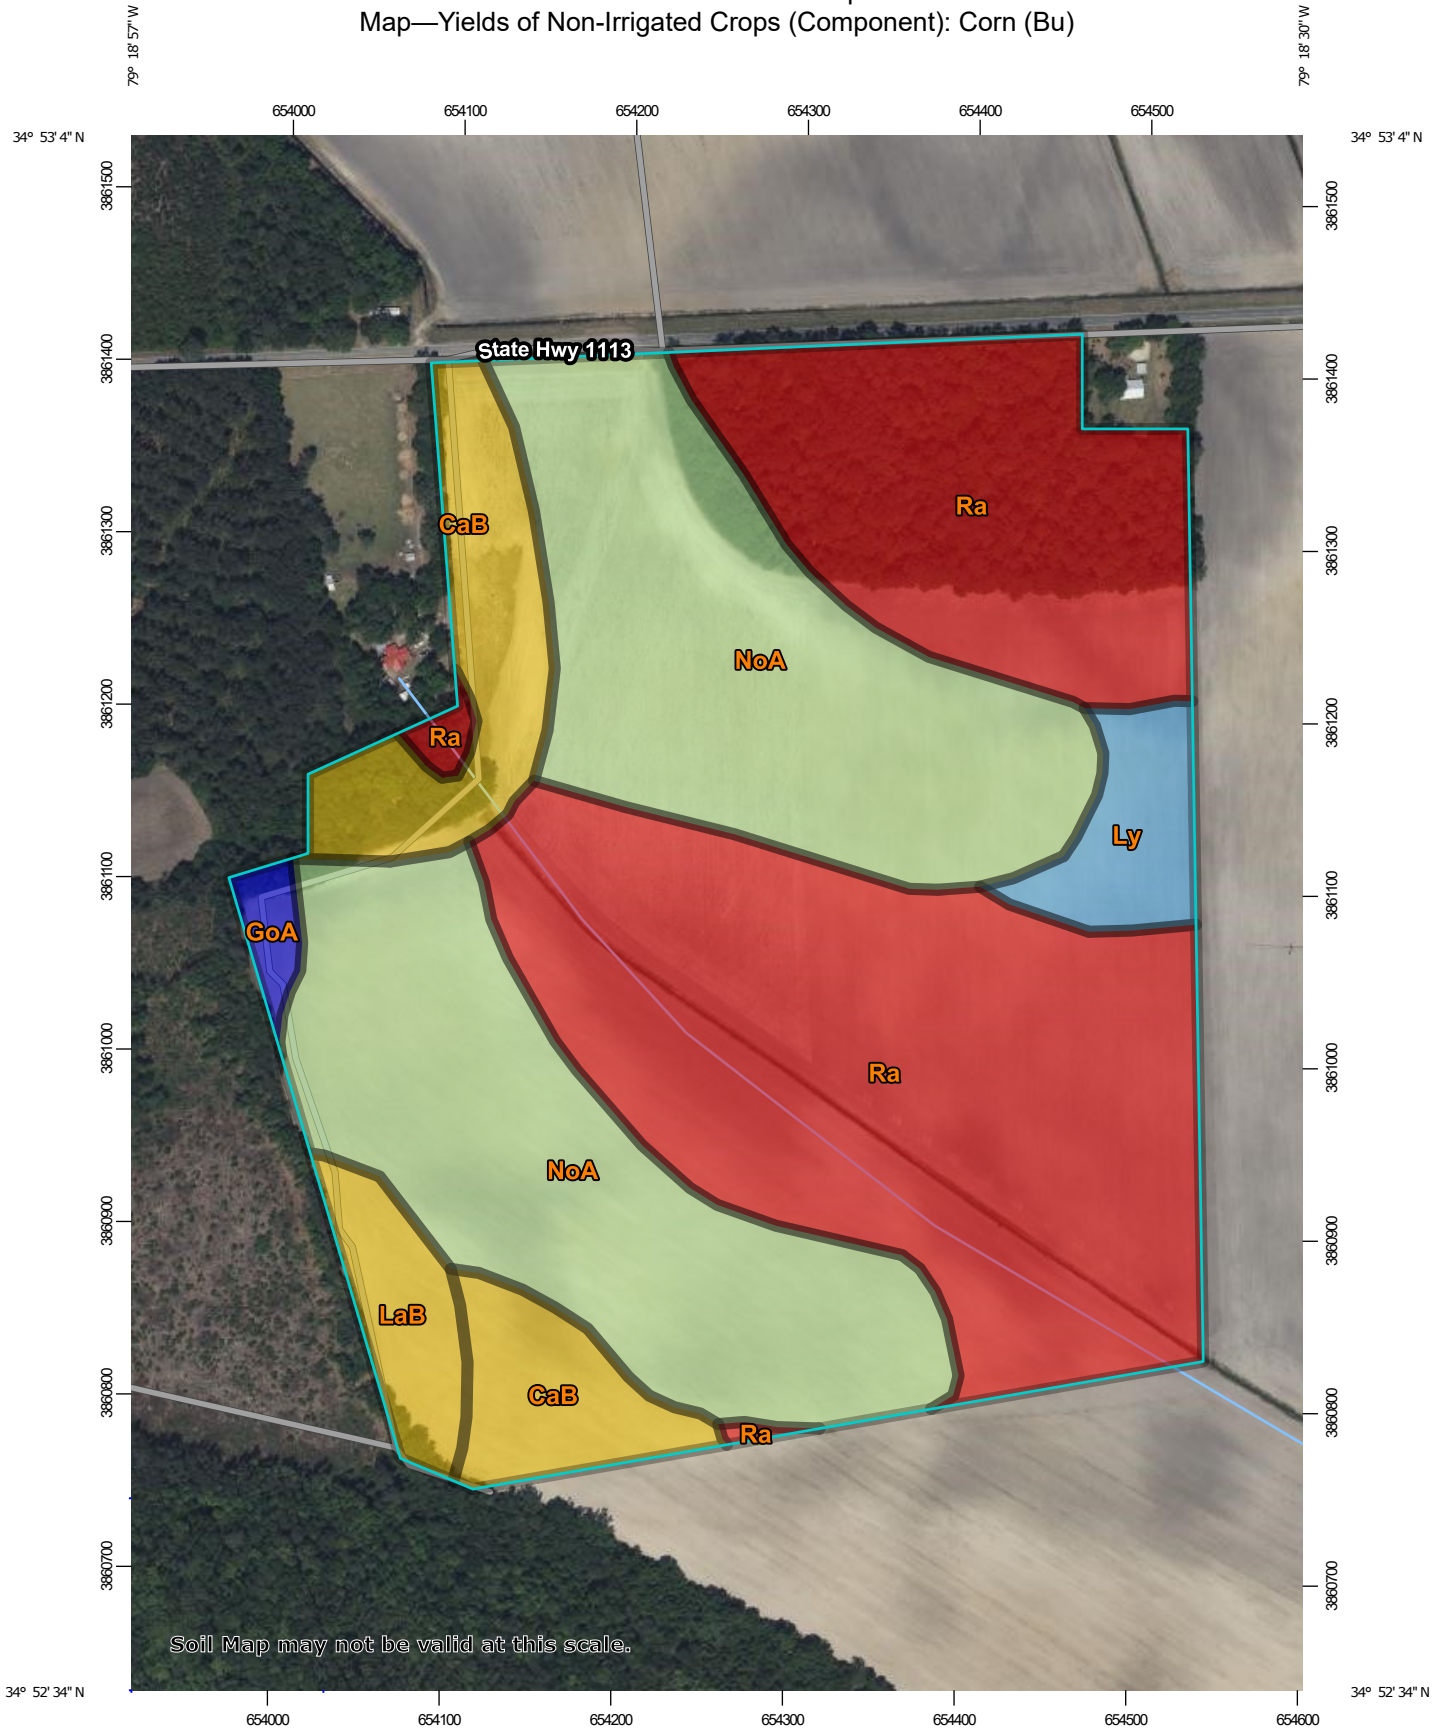 Map—Yields of Non-Irrigated Crops (Component): Corn (Bu)
79° 18' 57'' W
79° 18' 30'' W
654000
654100
654200
654300
654400
654500
34° 53' 4'' N
34° 53' 4'' N
3861500
3861500
State Hwy 1113
3861400
3861400
Ra
CaB
3861300
3861300
NoA
3861200
3861200
Ra
Ly
3861100
3861100
GoA
3861000
3861000
Ra
NoA
3860900
3860900
LaB
CaB
3860800
3860800
Ra
3860700
3860700
Soil Map may not be valid at this scale.
34° 52' 34'' N
34° 52' 34'' N
654000
654100
654200
654300
654400
654500
654600